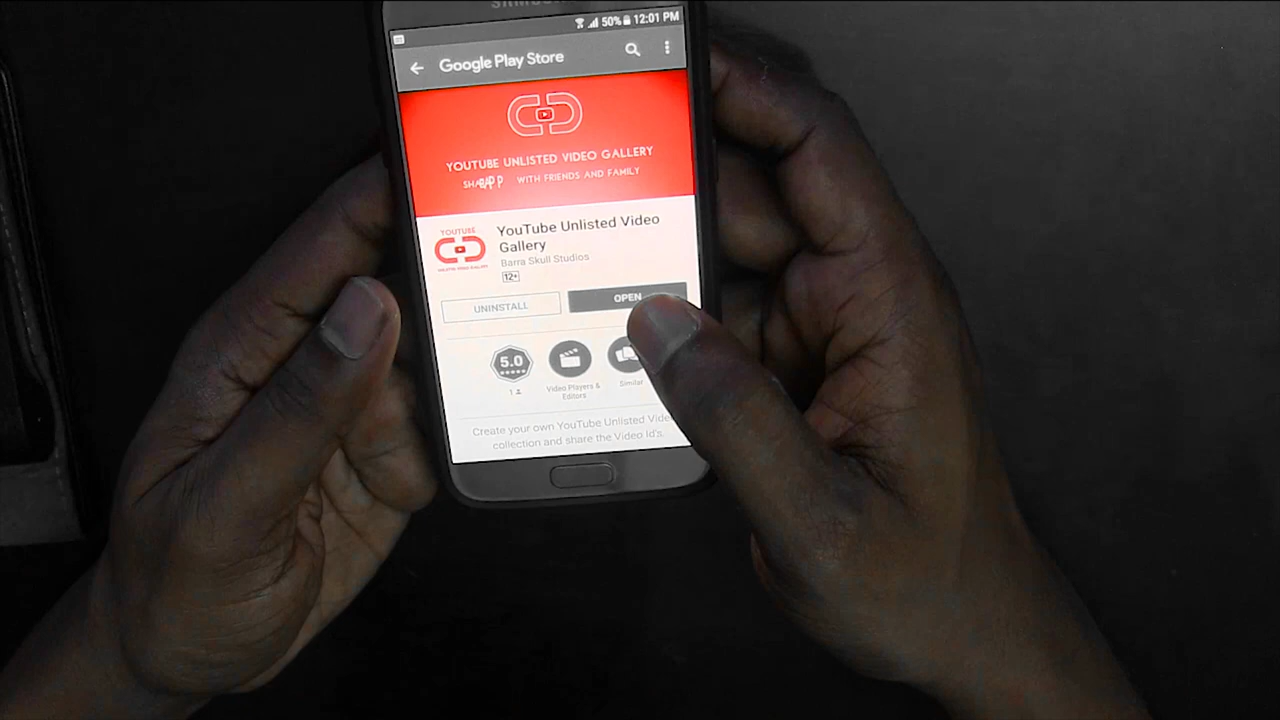 SAMSUNG
50% 12:01 PM
Google Play Store
YOUTUBE UNLISTED VIDEO GALLERY
WITH FRIENDS AND FAMILY
YOUTUBE
YouTube Unlisted Video
Gallery
Barra Skull Studios
12+
UNINSTALL
OPEN
5.0
1
Video Players &
Editors
Similar
Create your own YouTube Unlisted Video
collection and share the Video Id's.